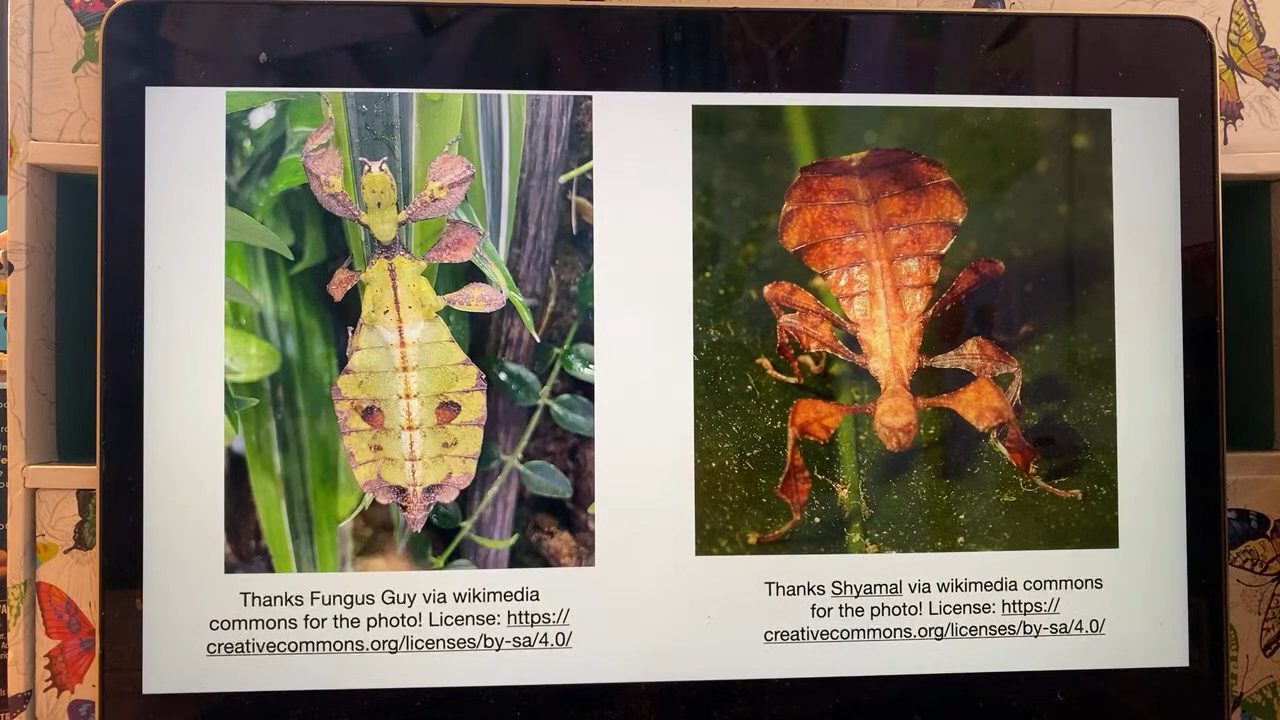 Thanks Fungus Guy via wikimedia
commons for the photo! License: https://
creativecommons.org/licenses/by-sa/4.0/
Thanks Shyamal via wikimedia commons
for the photo! License: https://
creativecommons.org/licenses/by-sa/4.0/